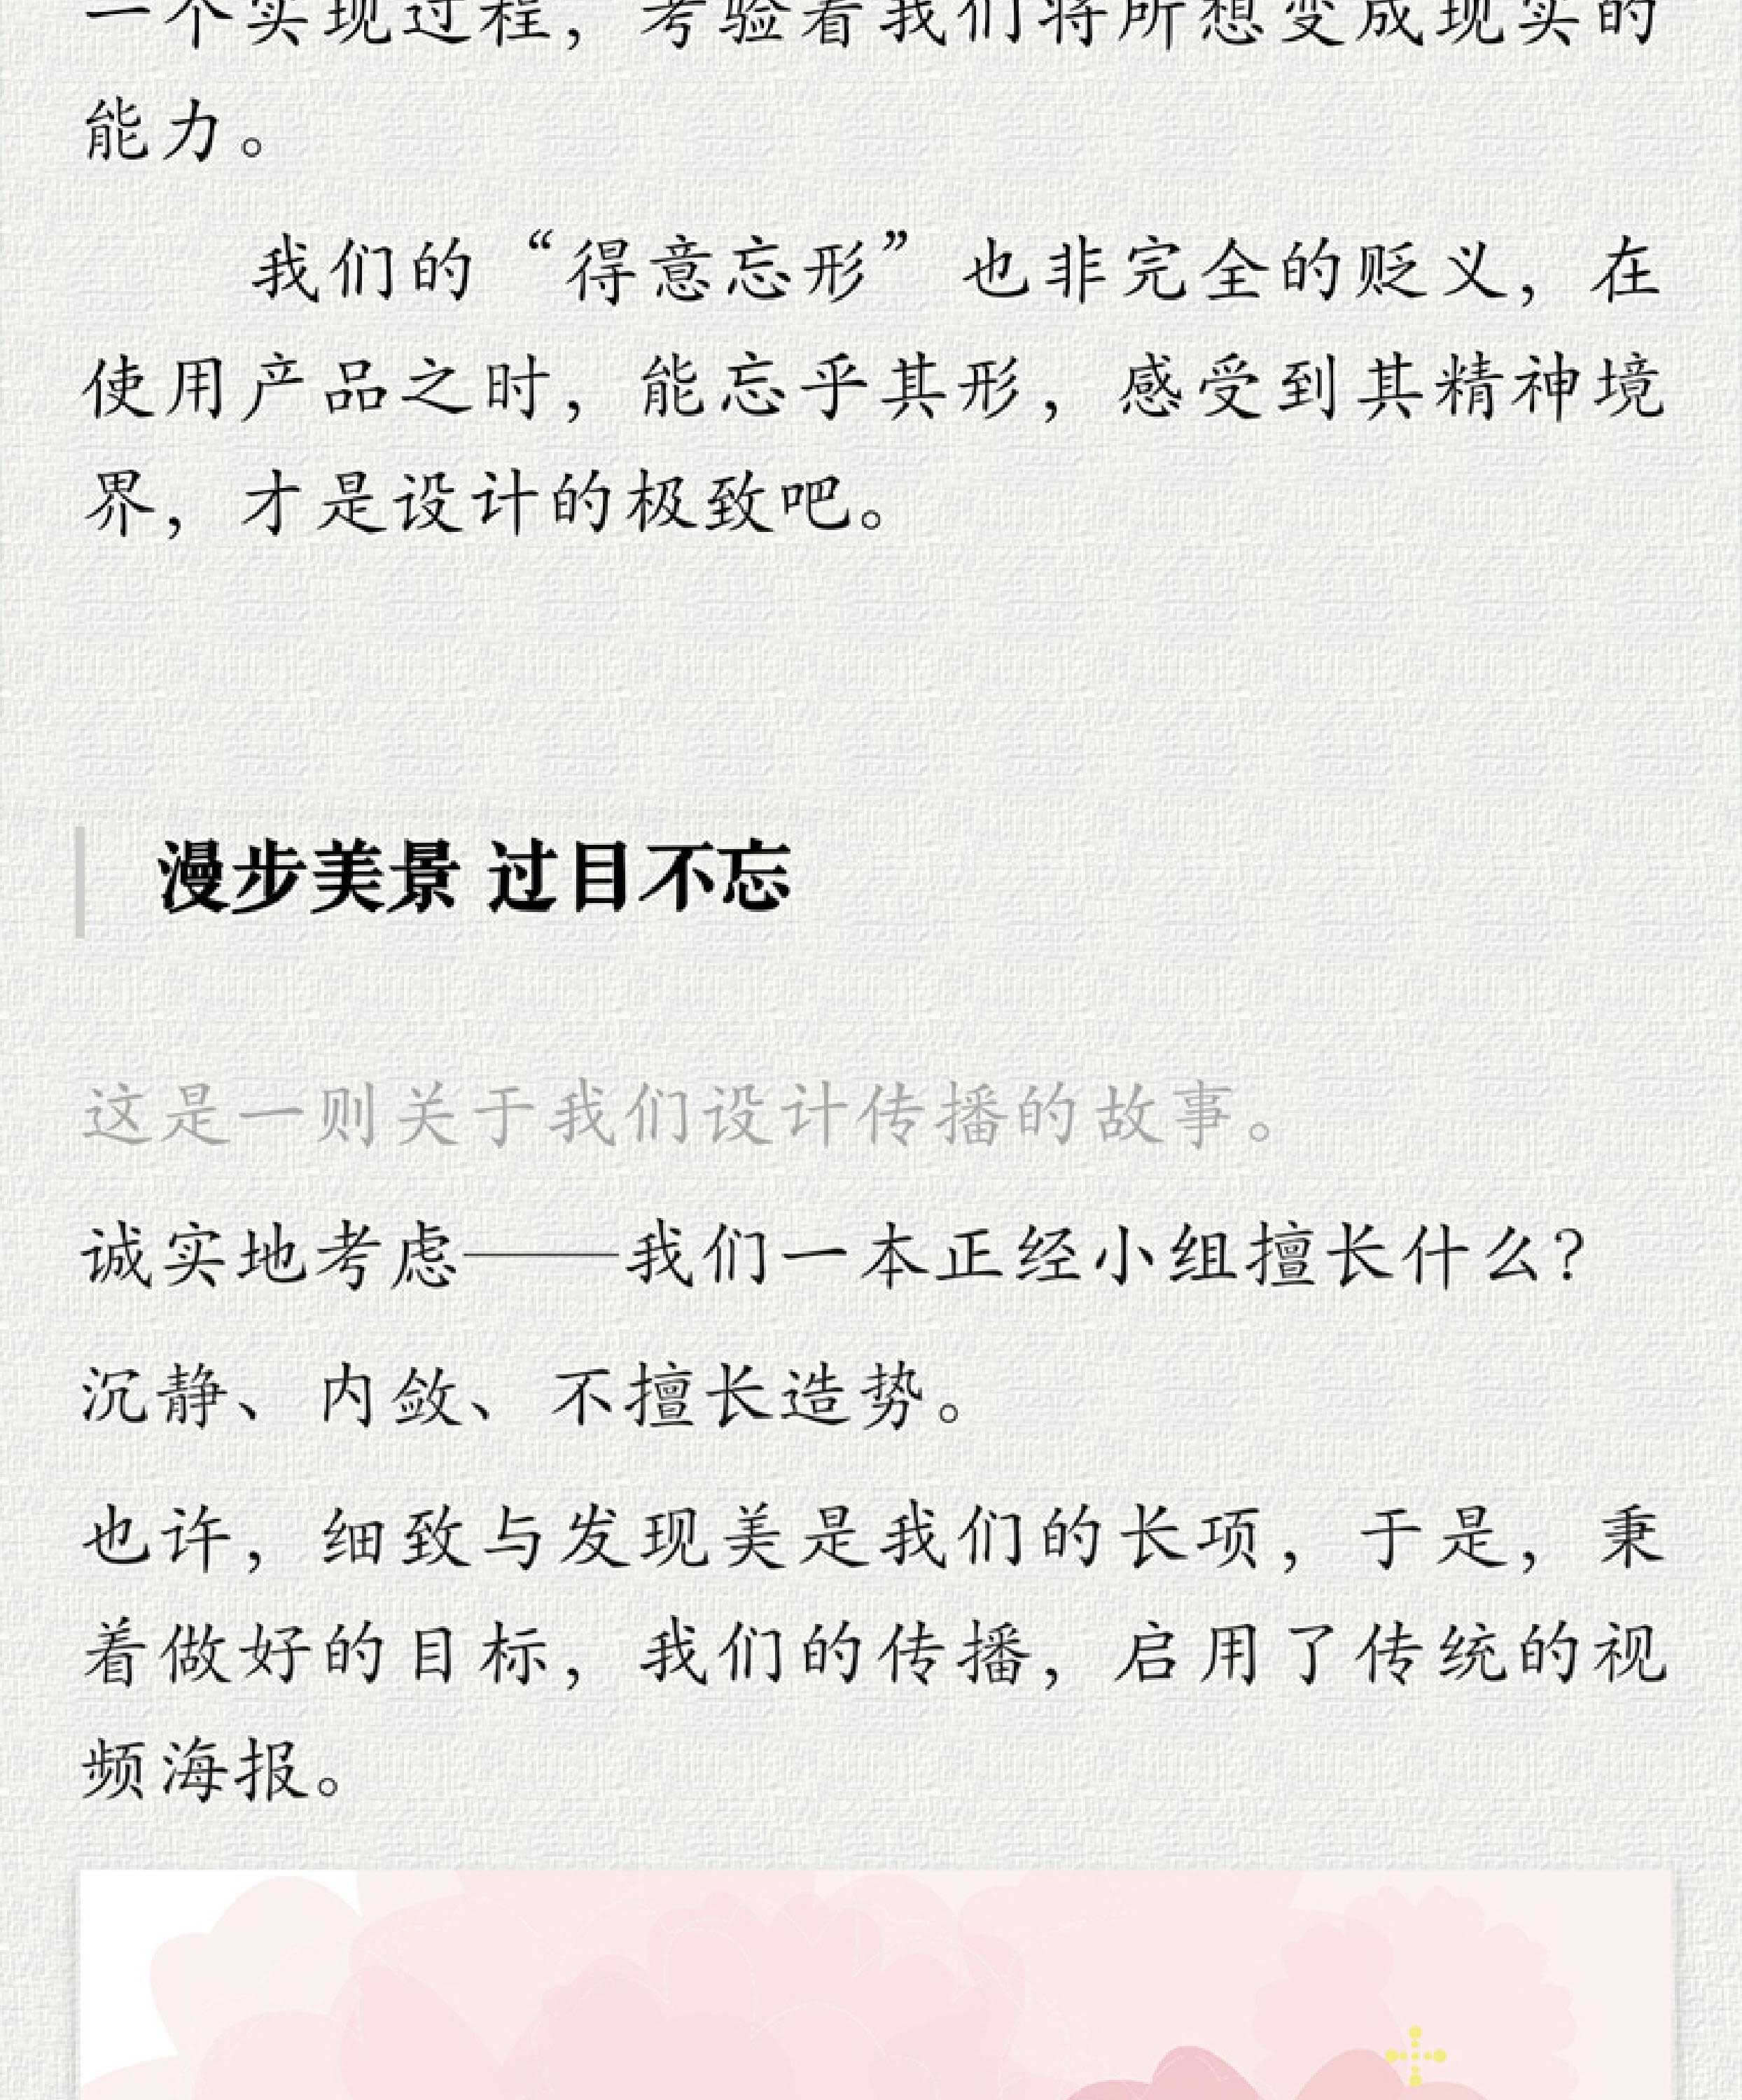 一个实现过程，考验着我们将所想变成现实的
能力。
我们的“得意忘形”也非完全的贬义，在
使用产品之时，能忘乎其形，感受到其精神境
界，才是设计的极致吧。
漫步美景 过目不忘
这是一则关于我们设计传播的故事。
诚实地考虑——我们一本正经小组擅长什么？
沉静、内敛、不擅长造势。
也许，细致与发现美是我们的长项，于是，秉
着做好的目标，我们的传播，启用了传统的视
频海报。